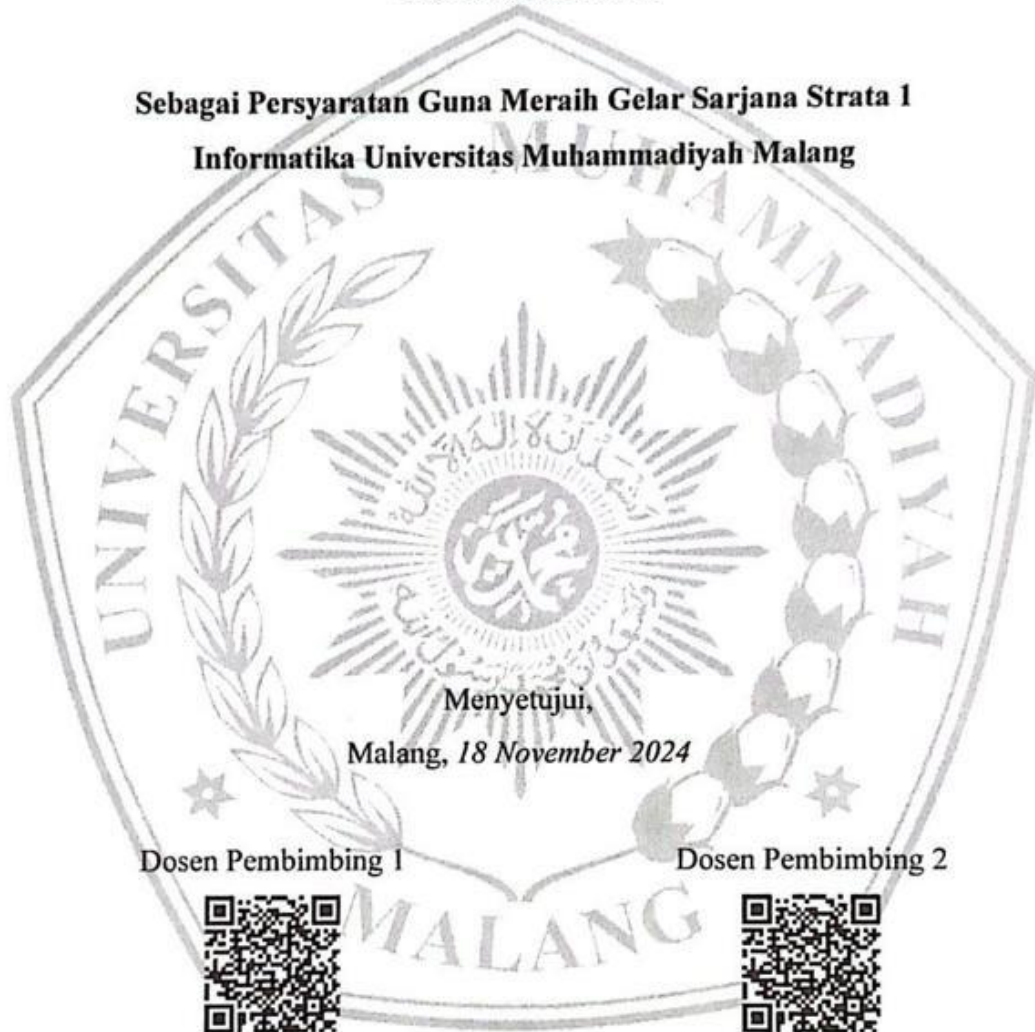 Sebagai Persyaratan Guna Meraih Gelar Sarjana Strata 1
Informatika Universitas Muhammadiyah Malang
UNIVERSITAS MUHAMMADIYAH
Menyetujui,
Malang, 18 November 2024
Dosen Pembimbing 1 Dosen Pembimbing 2
MALANG